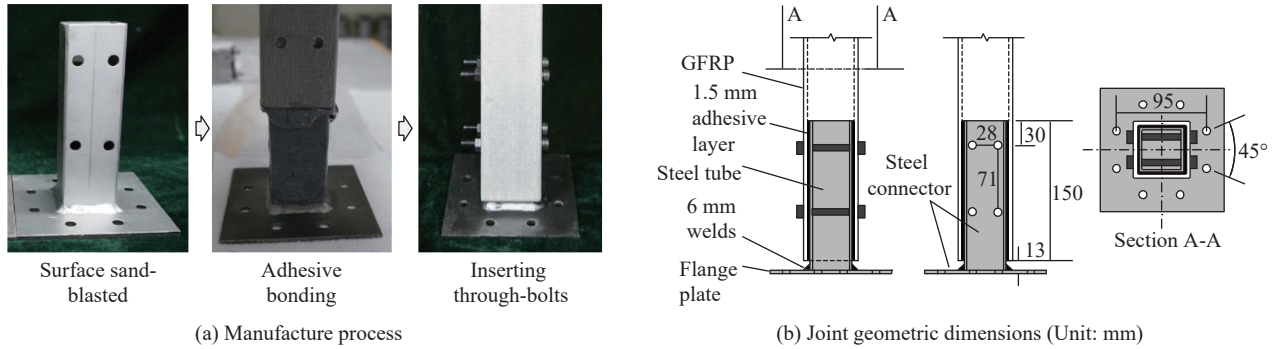 Surface sand-
blasted
Adhesive
bonding
Inserting
through-bolts
(a) Manufacture process
A
A
GFRP
1.5 mm
adhesive
layer
Steel tube
6 mm
welds
Flange
plate
Steel
connector
28
30
71
150
13
95
45°
Section A-A
(b) Joint geometric dimensions (Unit: mm)